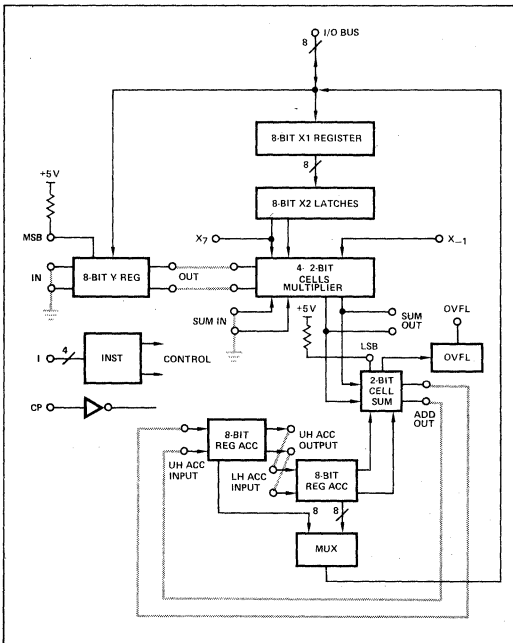 I/O BUS
8
8-BIT X1 REGISTER
8
+5V
8-BIT X2 LATCHES
MSB
X7
X–1
IN
8-BIT Y REG
OUT
4- 2-BIT
CELLS
MULTIPLIER
SUM IN
+5V
SUM
OUT
OVFL
LSB
OVFL
I
4
INST
CONTROL
2-BIT
CELL
SUM
ADD
OUT
CP
8-BIT
REG ACC
UH ACC
OUTPUT
UH ACC
INPUT
LH ACC
INPUT
8-BIT
REG ACC
8
8
MUX